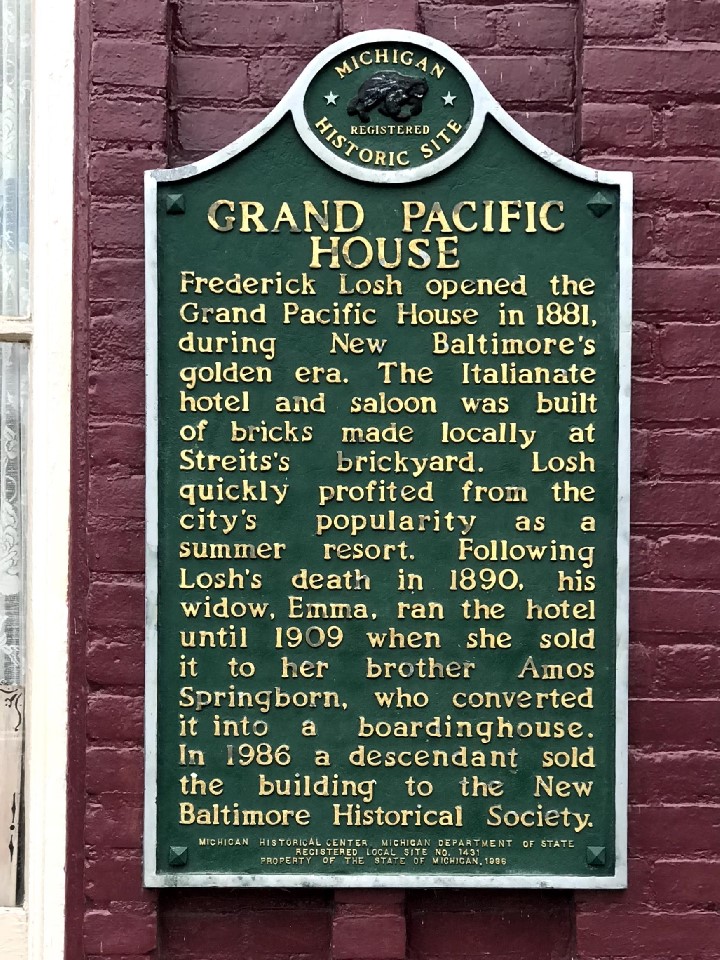 MICHIGAN
REGISTERED
HISTORIC SITE
GRAND PACIFIC
HOUSE
Frederick Losh opened the
Grand Pacific House in 1881,
during New Baltimore's
golden era. The Italianate
hotel and saloon was built
of bricks made locally at
Streits's brickyard. Losh
quickly profited from the
city's popularity as a
summer resort. Following
Losh's death in 1890, his
widow, Emma, ran the hotel
until 1909 when she sold
it to her brother Amos
Springborn, who converted
it into a boardinghouse.
In 1986 a descendant sold
the building to the New
Baltimore Historical Society.
MICHIGAN HISTORICAL CENTER, MICHIGAN DEPARTMENT OF STATE
REGISTERED LOCAL SITE NO. 1431
PROPERTY OF THE STATE OF MICHIGAN, 1996